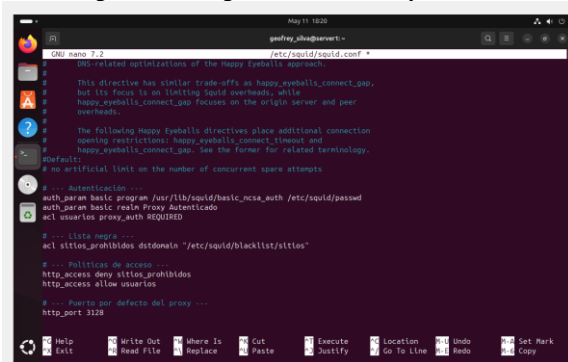 May 11 18:20
geofrey_silva@servert: ~
GNU nano 7.2 /etc/squid/squid.conf *
# DNS-related optimizations of the Happy Eyeballs approach.
#
# This directive has similar trade-offs as happy_eyeballs_connect_gap,
# but its focus is on limiting Squid overheads, while
# happy_eyeballs_connect_gap focuses on the origin server and peer
# overheads.
#
# The following Happy Eyeballs directives place additional connection
# opening restrictions: happy_eyeballs_connect_timeout and
# happy_eyeballs_connect_gap. See the former for related terminology.
#Default:
# no artificial limit on the number of concurrent spare attempts
# --- Autenticación ---
auth_param basic program /usr/lib/squid/basic_ncsa_auth /etc/squid/passwd
auth_param basic realm Proxy Autenticado
acl usuarios proxy_auth REQUIRED
# --- Lista negra ---
acl sitios_prohibidos dstdomain "/etc/squid/blacklist/sitios"
# --- Políticas de acceso ---
http_access deny sitios_prohibidos
http_access allow usuarios
# --- Puerto por defecto del proxy ---
http_port 3128
^G Help ^O Write Out ^W Where Is ^K Cut ^T Execute ^C Location M-U Undo M-A Set Mark
^X Exit ^R Read File ^\ Replace ^U Paste ^J Justify ^/ Go To Line M-E Redo M-6 Copy